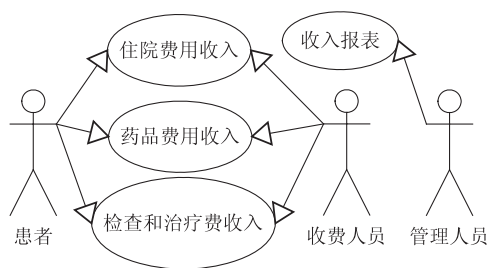 住院费用收入
收入报表
药品费用收入
检查和治疗费收入
患者
收费人员
管理人员